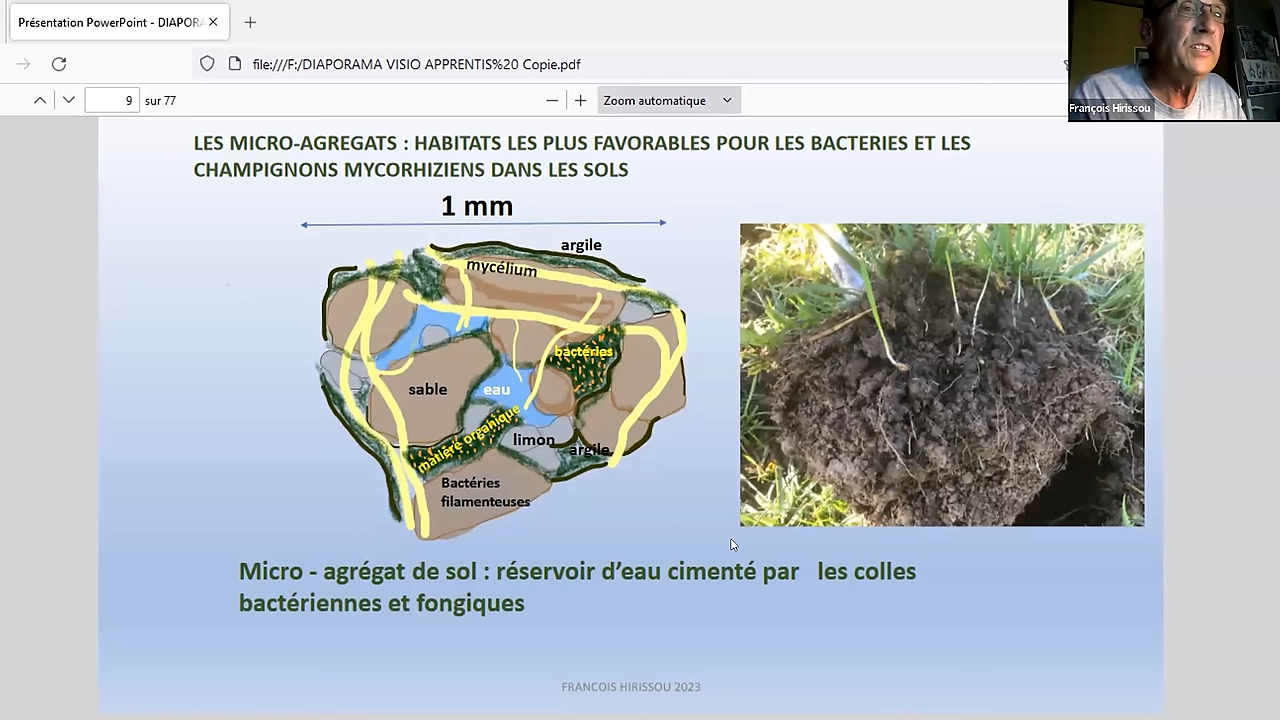 Présentation PowerPoint - DIAPORA
file:///F:/DIAPORAMA VISIO APPRENTIS%20 Copie.pdf
9 sur 77
Zoom automatique
François Hirissou
LES MICRO-AGREGATS : HABITATS LES PLUS FAVORABLES POUR LES BACTERIES ET LES
CHAMPIGNONS MYCORHIZIENS DANS LES SOLS
1 mm
argile
mycélium
bactéries
sable
eau
matière organique
limon
argile
Bactéries
filamenteuses
Micro - agrégat de sol : réservoir d'eau cimenté par les colles
bactériennes et fongiques
FRANCOIS HIRISSOU 2023